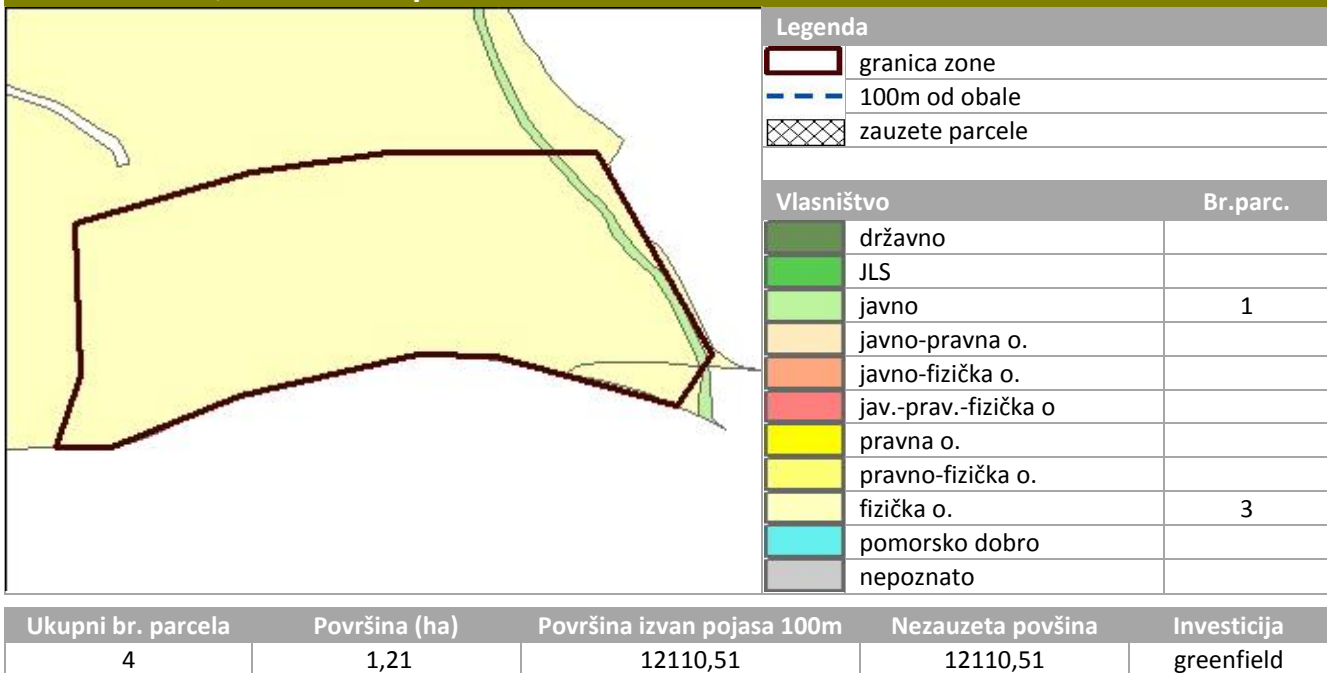 Legenda
granica zone
100m od obale
zauzete parcele
Vlasništvo Br.parc.
državno
JLS
javno 1
javno-pravna o.
javno-fizička o.
jav.-prav.-fizička o
pravna o.
pravno-fizička o.
fizička o. 3
pomorsko dobro
nepoznato
Ukupni br. parcela Površina (ha) Površina izvan pojasa 100m Nezauzeta povšina Investicija
4 1,21 12110,51 12110,51 greenfield